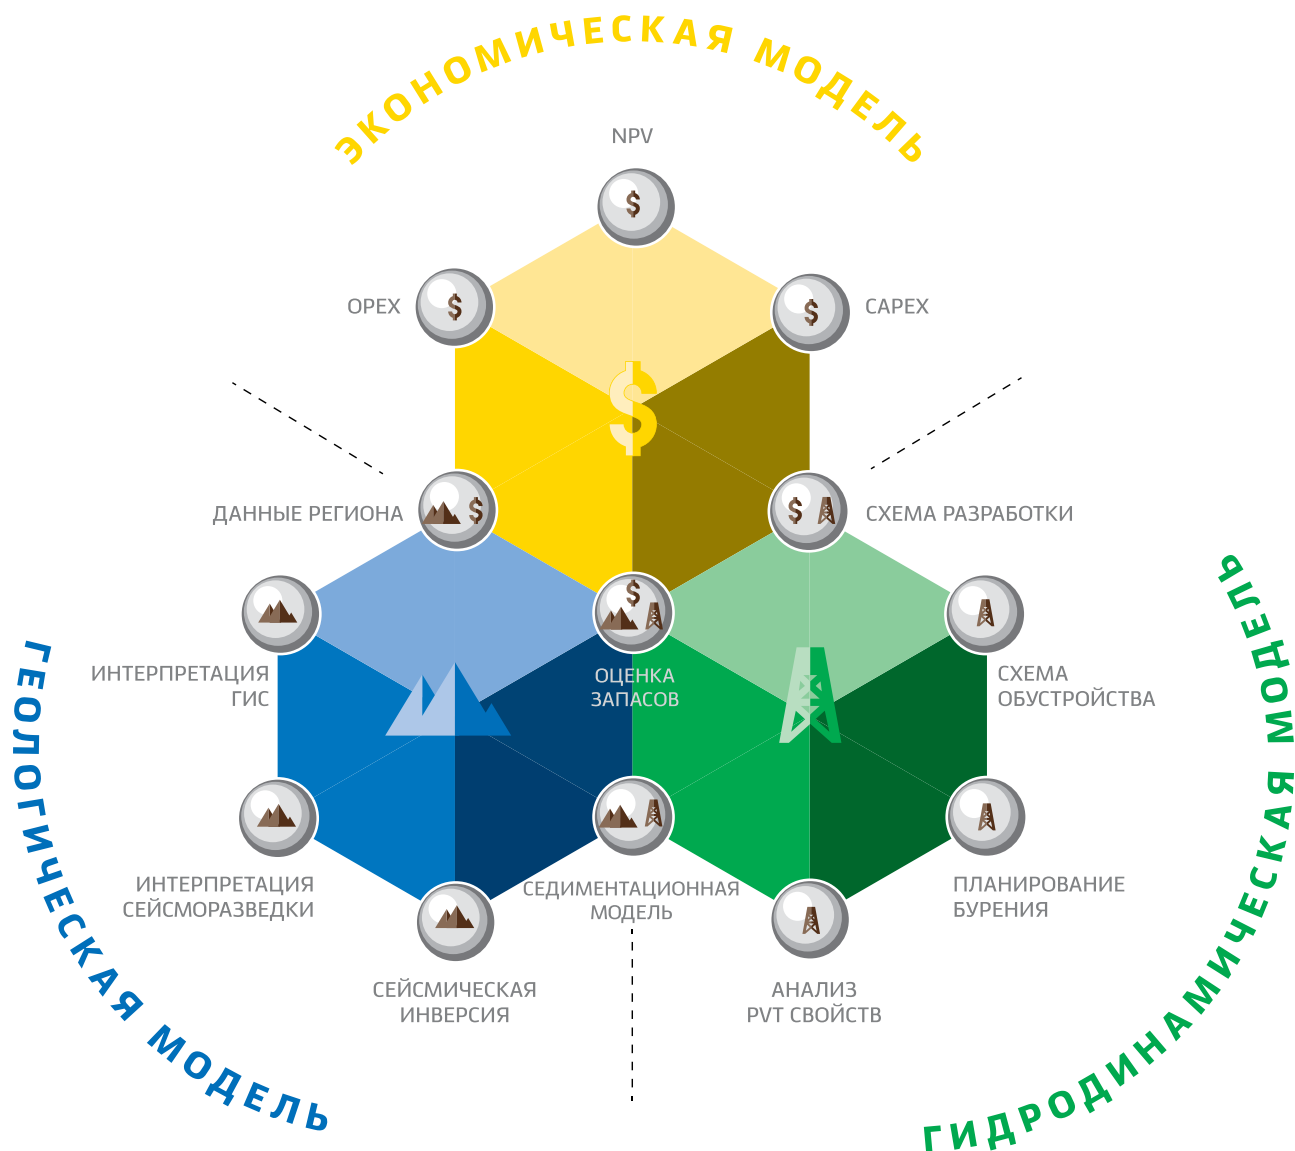 ЭКОНОМИЧЕСКАЯ МОДЕЛЬ
NPV
OPEX
CAPEX
ДАННЫЕ РЕГИОНА
СХЕМА РАЗРАБОТКИ
ИНТЕРПРЕТАЦИЯ
ГИС
ОЦЕНКА
ЗАПАСОВ
СХЕМА
ОБУСТРОЙСТВА
ИНТЕРПРЕТАЦИЯ
СЕЙСМОРАЗВЕДКИ
СЕДИМЕНТАЦИОННАЯ
МОДЕЛЬ
ПЛАНИРОВАНИЕ
БУРЕНИЯ
СЕЙСМИЧЕСКАЯ
ИНВЕРСИЯ
АНАЛИЗ
PVT СВОЙСТВ
ГЕОЛОГИЧЕСКАЯ МОДЕЛЬ
ГИДРОДИНАМИЧЕСКАЯ МОДЕЛЬ